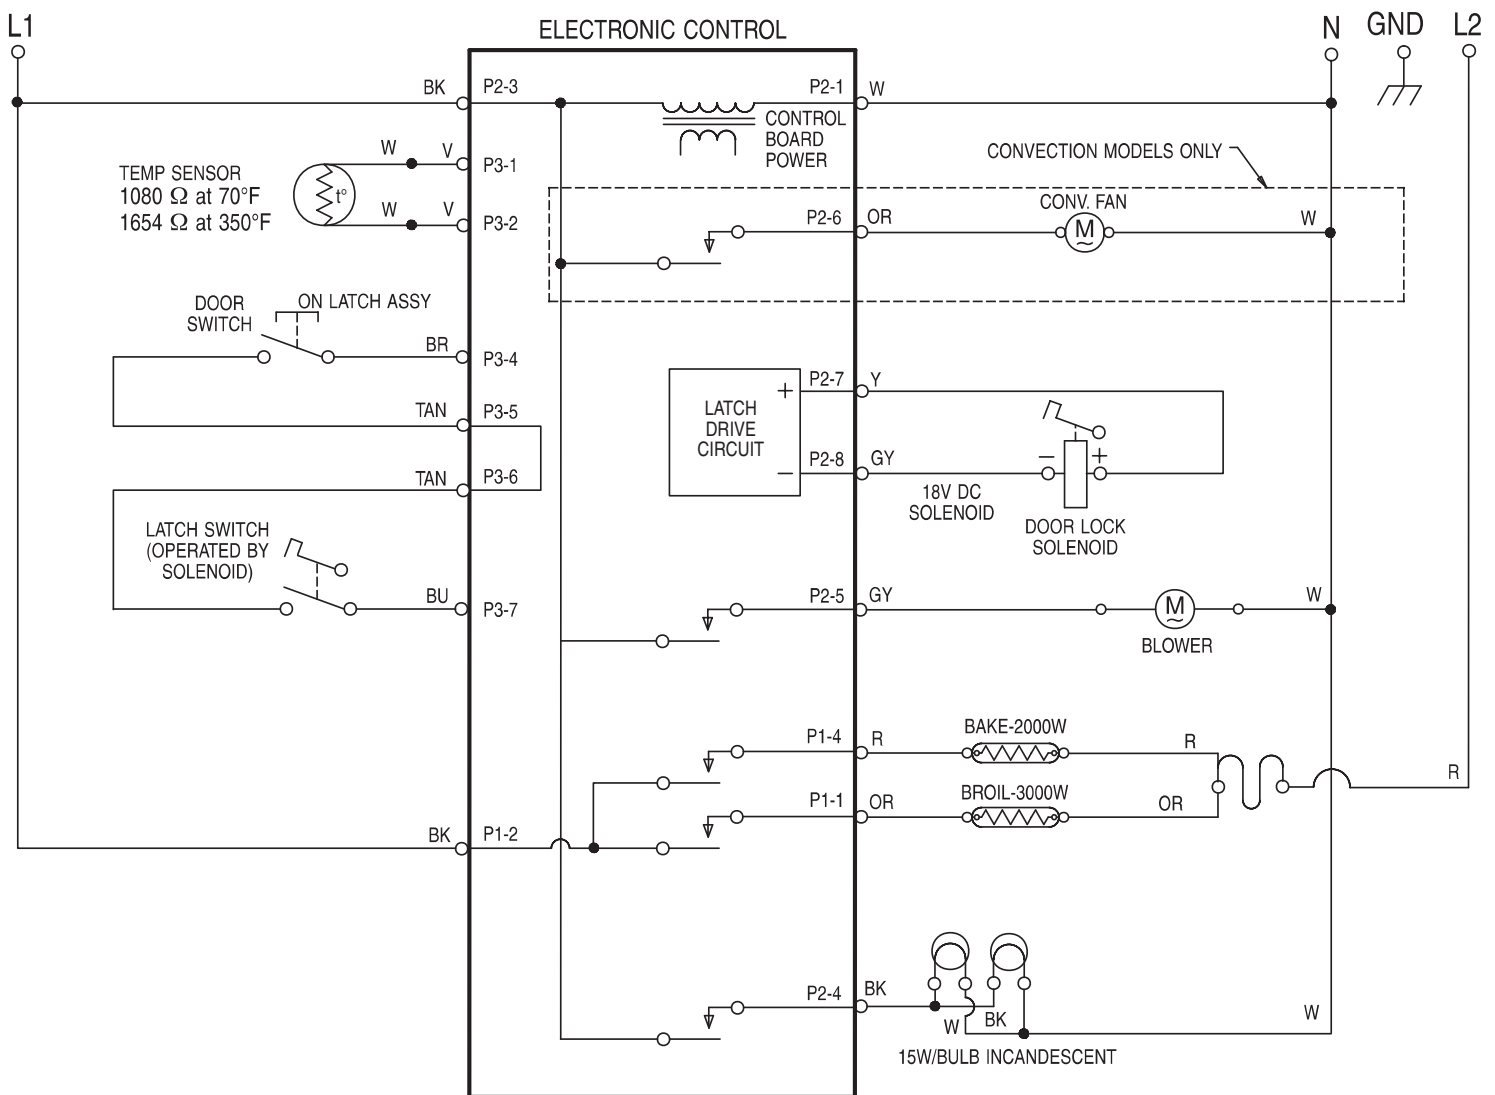 L1
ELECTRONIC CONTROL
N
GND
L2
BK
P2-3
P2-1
W
CONTROL
BOARD
POWER
W
V
P3-1
TEMP SENSOR
1080 Ω at 70°F
1654 Ω at 350°F
t°
W
V
P3-2
CONVECTION MODELS ONLY
CONV. FAN
P2-6
OR
M
~
W
DOOR
SWITCH
ON LATCH ASSY
BR
P3-4
TAN
P3-5
TAN
P3-6
LATCH
DRIVE
CIRCUIT
+
−
P2-7
Y
P2-8
GY
18V DC
SOLENOID
−
+
DOOR LOCK
SOLENOID
LATCH SWITCH
(OPERATED BY
SOLENOID)
BU
P3-7
P2-5
GY
M
~
BLOWER
W
P1-4
R
BAKE-2000W
R
P1-1
OR
BROIL-3000W
OR
R
BK
P1-2
P2-4
BK
W
BK
W
15W/BULB INCANDESCENT